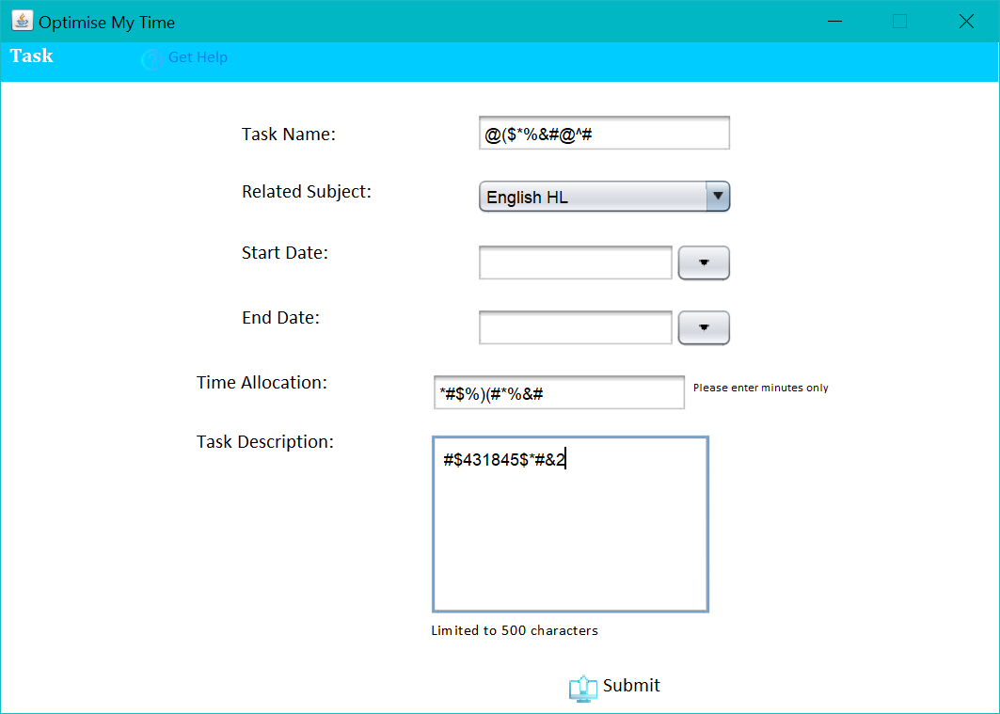 Optimise My Time
Task
Get Help
Task Name:
@($*%&#@^#
Related Subject:
English HL
Start Date:
End Date:
Time Allocation:
*#$%)(#*%&#
Please enter minutes only
Task Description:
#$431845$*#&2
Limited to 500 characters
Submit